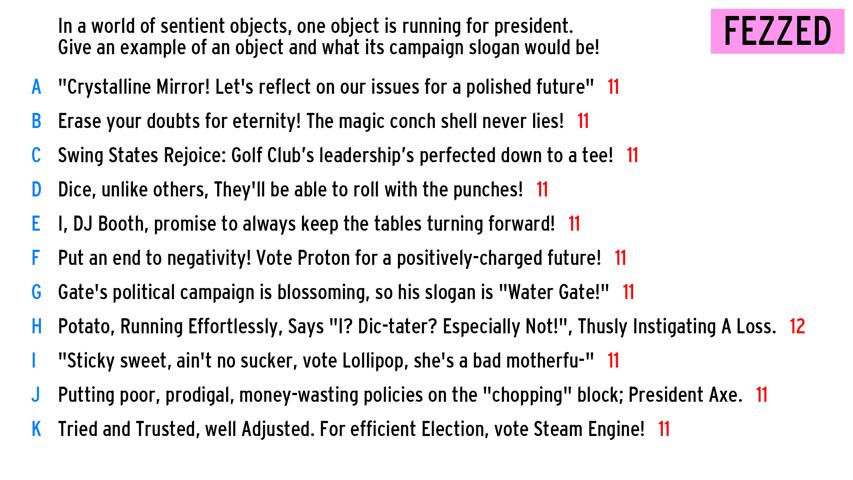 In a world of sentient objects, one object is running for president.
Give an example of an object and what its campaign slogan would be!
FEZZED
A "Crystalline Mirror! Let's reflect on our issues for a polished future" 11
B Erase your doubts for eternity! The magic conch shell never lies! 11
C Swing States Rejoice: Golf Club's leadership's perfected down to a tee! 11
D Dice, unlike others, They'll be able to roll with the punches! 11
E I, DJ Booth, promise to always keep the tables turning forward! 11
F Put an end to negativity! Vote Proton for a positively-charged future! 11
G Gate's political campaign is blossoming, so his slogan is "Water Gate!" 11
H Potato, Running Effortlessly, Says "I? Dic-tater? Especially Not!", Thusly Instigating A Loss. 12
I "Sticky sweet, ain't no sucker, vote Lollipop, she's a bad motherfu-" 11
J Putting poor, prodigal, money-wasting policies on the "chopping" block; President Axe. 11
K Tried and Trusted, well Adjusted. For efficient Election, vote Steam Engine! 11